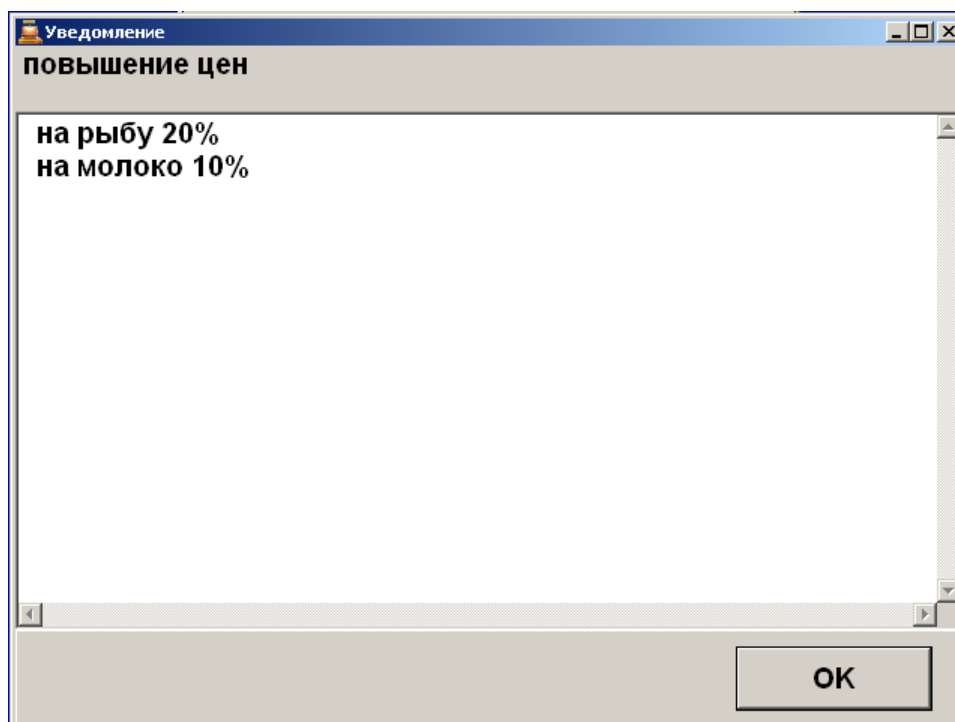 Уведомление
повышение цен
на рыбу 20%
на молоко 10%
OK